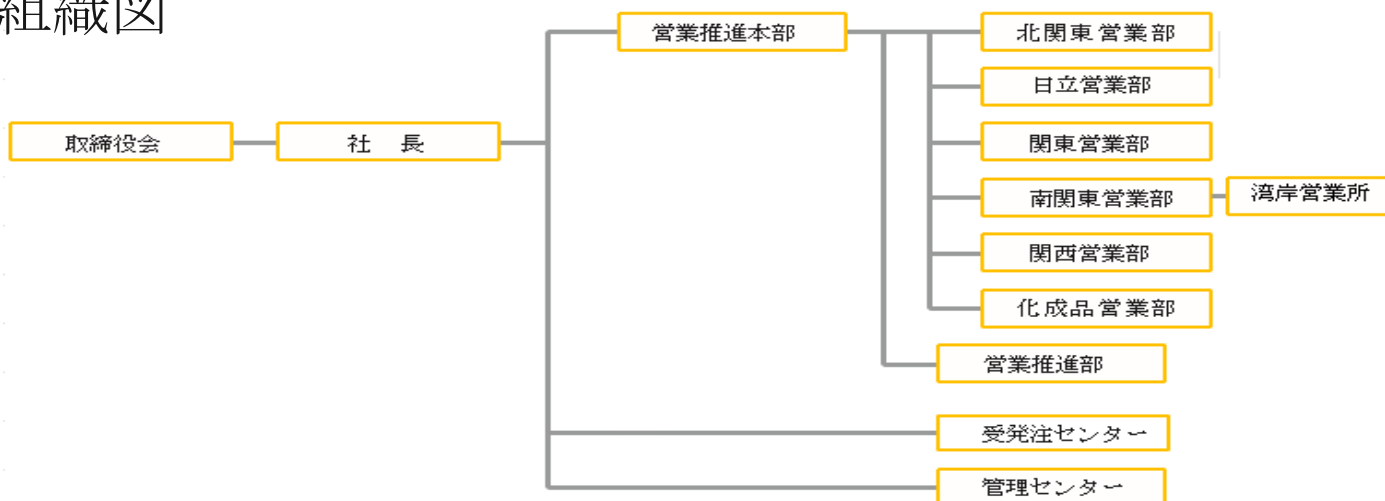 組織図
営業推進本部
北関東営業部
日立営業部
取締役会
社 長
関東営業部
南関東営業部
湾岸営業所
関西営業部
化成品営業部
営業推進部
受発注センター
管理センター